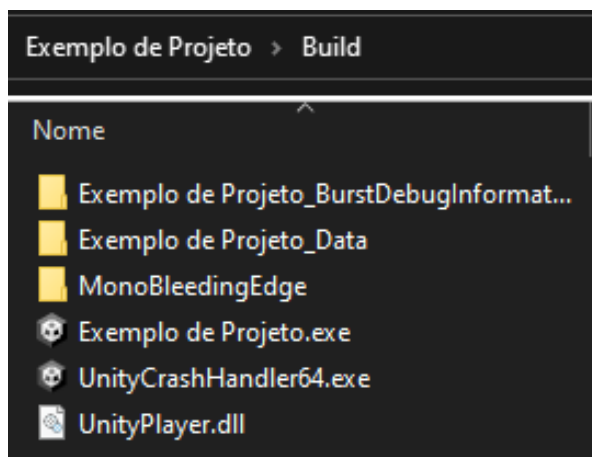 Exemplo de Projeto > Build
Nome
Exemplo de Projeto_BurstDebugInformat...
Exemplo de Projeto_Data
MonoBleedingEdge
Exemplo de Projeto.exe
UnityCrashHandler64.exe
UnityPlayer.dll